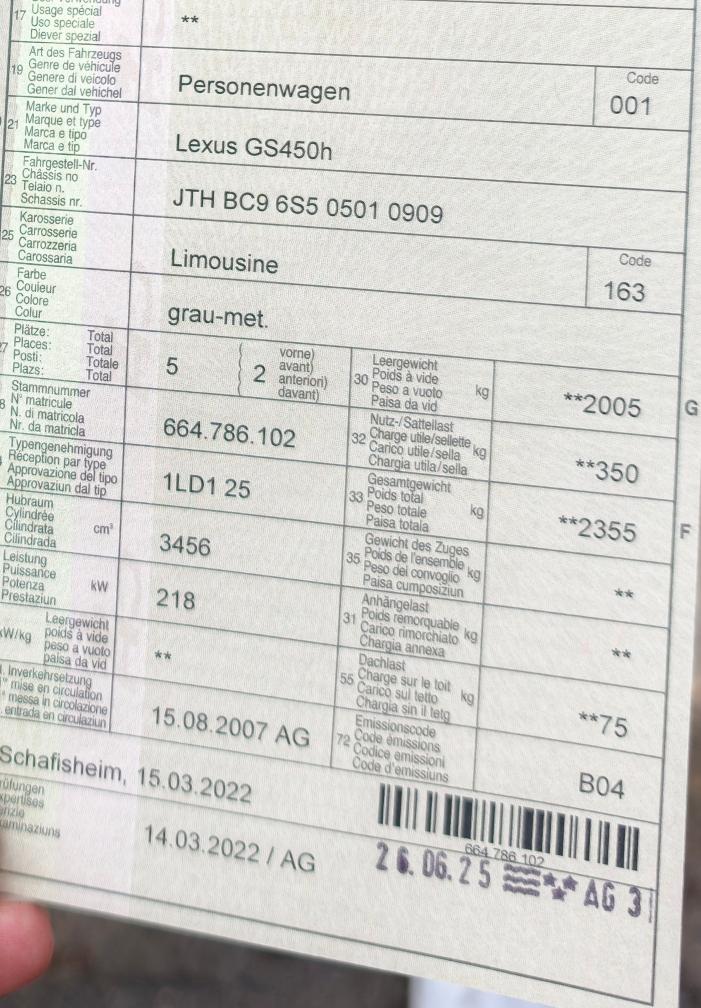 17 Usage spécial
Uso speciale
Diever spezial
**
19 Art des Fahrzeugs
Genre de véhicule
Genere di veicolo
Gener dal vehichel
Personenwagen
Code
001
21 Marke und Typ
Marque et type
Marca e tipo
Marca e tip
Lexus GS450h
23 Fahrgestell-Nr.
Châssis no
Telaio n.
Schassis nr.
JTH BC9 6S5 0501 0909
25 Karosserie
Carrosserie
Carrozzeria
Carossaria
Limousine
Code
163
26 Farbe
Couleur
Colore
Colur
grau-met.
Plätze: Total
Places: Total
Posti: Totale
Plazs: Total
5
2
vorne)
avant)
anteriori)
davant)
30 Leergewicht
Poids à vide
Peso a vuoto
Paisa da vid
kg
**2005
G
Stammnummer
N° matricule
N. di matricola
Nr. da matricla
664.786.102
32 Nutz-/Sattellast
Charge utile/sellette
Carico utile/sella
Chargia utila/sella
kg
**350
Typengenehmigung
Réception par type
Approvazione del tipo
Approvaziun dal tip
1LD1 25
33 Gesamtgewicht
Poids total
Peso totale
Paisa totala
kg
**2355
F
Hubraum
Cylindrée
Cilindrata
Cilindrada
cm³
3456
35 Gewicht des Zuges
Poids de l'ensemble
Peso del convoglio
Paisa cumposiziun
kg
**
Leistung
Puissance
Potenza
Prestaziun
kW
218
31 Anhängelast
Poids remorquable
Carico rimorchiato
Chargia annexa
kg
**
kW/kg
Leergewicht
poids à vide
peso a vuoto
paisa da vid
**
55 Dachlast
Charge sur le toit
Carico sul tetto
Chargia sin il tetg
kg
**75
1. Inverkehrsetzung
mise en circulation
messa in circolazione
entrada en circulaziun
15.08.2007 AG
72 Emissionscode
Code émissions
Codice emissioni
Code d'emissiuns
B04
Schafisheim, 15.03.2022
14.03.2022 / AG
664 786 102
26.06.25 AG 3